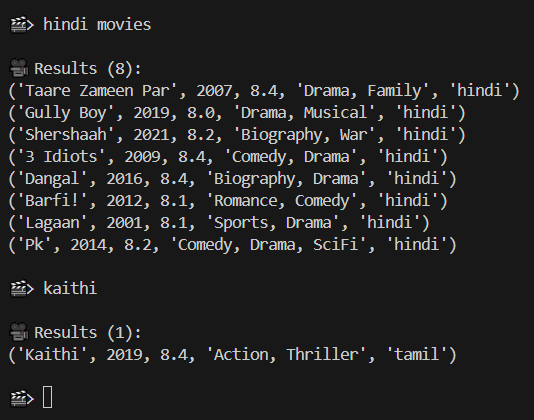 🎬> hindi movies
🎥 Results (8):
('Taare Zameen Par', 2007, 8.4, 'Drama, Family', 'hindi')
('Gully Boy', 2019, 8.0, 'Drama, Musical', 'hindi')
('Shershaah', 2021, 8.2, 'Biography, War', 'hindi')
('3 Idiots', 2009, 8.4, 'Comedy, Drama', 'hindi')
('Dangal', 2016, 8.4, 'Biography, Drama', 'hindi')
('Barfi!', 2012, 8.1, 'Romance, Comedy', 'hindi')
('Lagaan', 2001, 8.1, 'Sports, Drama', 'hindi')
('Pk', 2014, 8.2, 'Comedy, Drama, SciFi', 'hindi')
🎬> kaithi
🎥 Results (1):
('Kaithi', 2019, 8.4, 'Action, Thriller', 'tamil')
🎬>